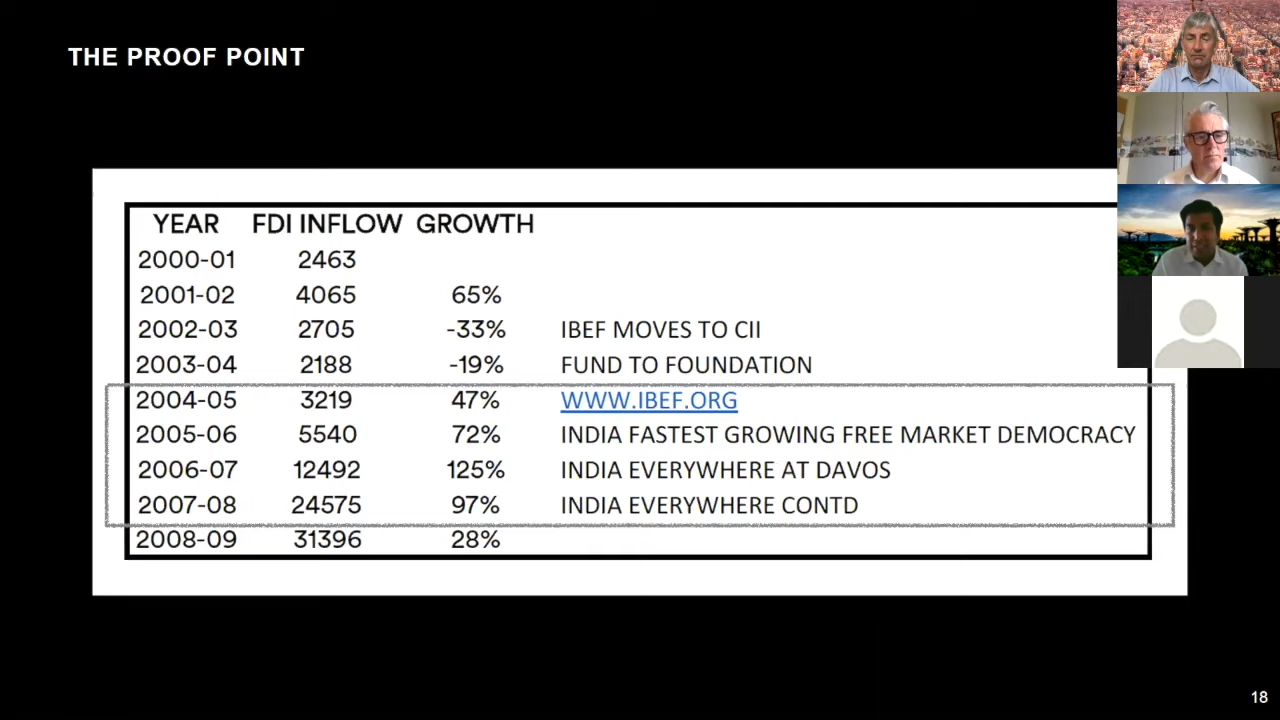 THE PROOF POINT
YEAR FDI INFLOW GROWTH
2000-01 2463
2001-02 4065 65%
2002-03 2705 -33% IBEF MOVES TO CII
2003-04 2188 -19% FUND TO FOUNDATION
2004-05 3219 47% WWW.IBEF.ORG
2005-06 5540 72% INDIA FASTEST GROWING FREE MARKET DEMOCRACY
2006-07 12492 125% INDIA EVERYWHERE AT DAVOS
2007-08 24575 97% INDIA EVERYWHERE CONTD
2008-09 31396 28%
18